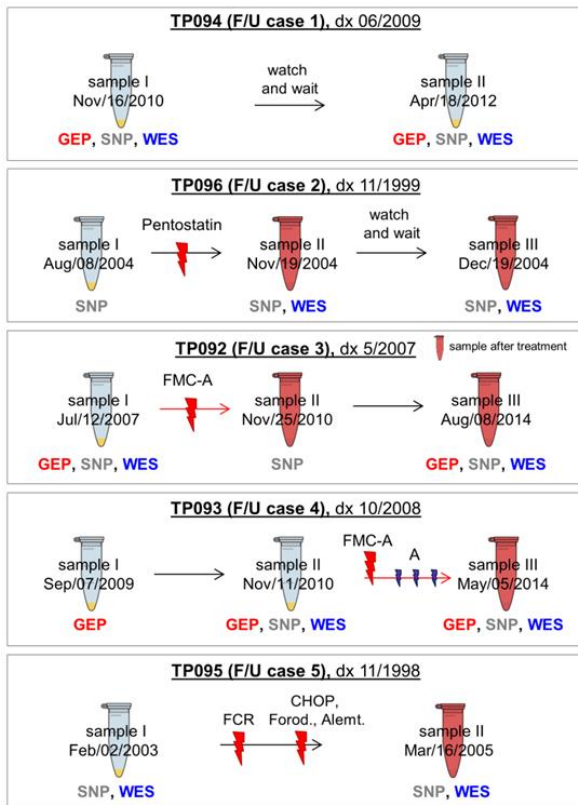 TP094 (F/U case 1), dx 06/2009
sample I
Nov/16/2010
watch
and wait
sample II
Apr/18/2012
GEP, SNP, WES
GEP, SNP, WES
TP096 (F/U case 2), dx 11/1999
sample I
Aug/08/2004
Pentostatin
sample II
Nov/19/2004
watch
and wait
sample III
Dec/19/2004
SNP
SNP, WES
SNP, WES
TP092 (F/U case 3), dx 5/2007
sample after treatment
sample I
Jul/12/2007
FMC-A
sample II
Nov/25/2010
sample III
Aug/08/2014
GEP, SNP, WES
SNP
GEP, SNP, WES
TP093 (F/U case 4), dx 10/2008
sample I
Sep/07/2009
sample II
Nov/11/2010
FMC-A
A
sample III
May/05/2014
GEP
GEP, SNP, WES
GEP, SNP, WES
TP095 (F/U case 5), dx 11/1998
sample I
Feb/02/2003
FCR
CHOP,
Forod., Alemt.
sample II
Mar/16/2005
SNP, WES
SNP, WES